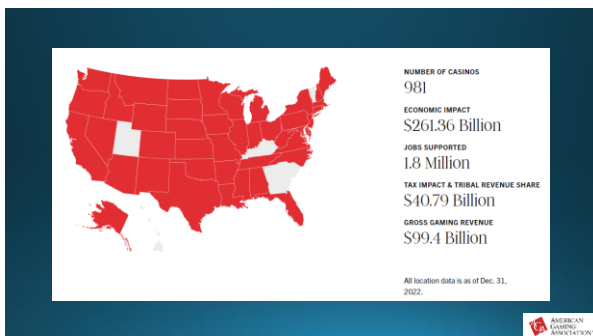 NUMBER OF CASINOS
981
ECONOMIC IMPACT
$261.36 Billion
JOBS SUPPORTED
1.8 Million
TAX IMPACT & TRIBAL REVENUE SHARE
$40.79 Billion
GROSS GAMING REVENUE
$99.4 Billion
All location data is as of Dec. 31,
2022.
AMERICAN
GAMING
ASSOCIATION